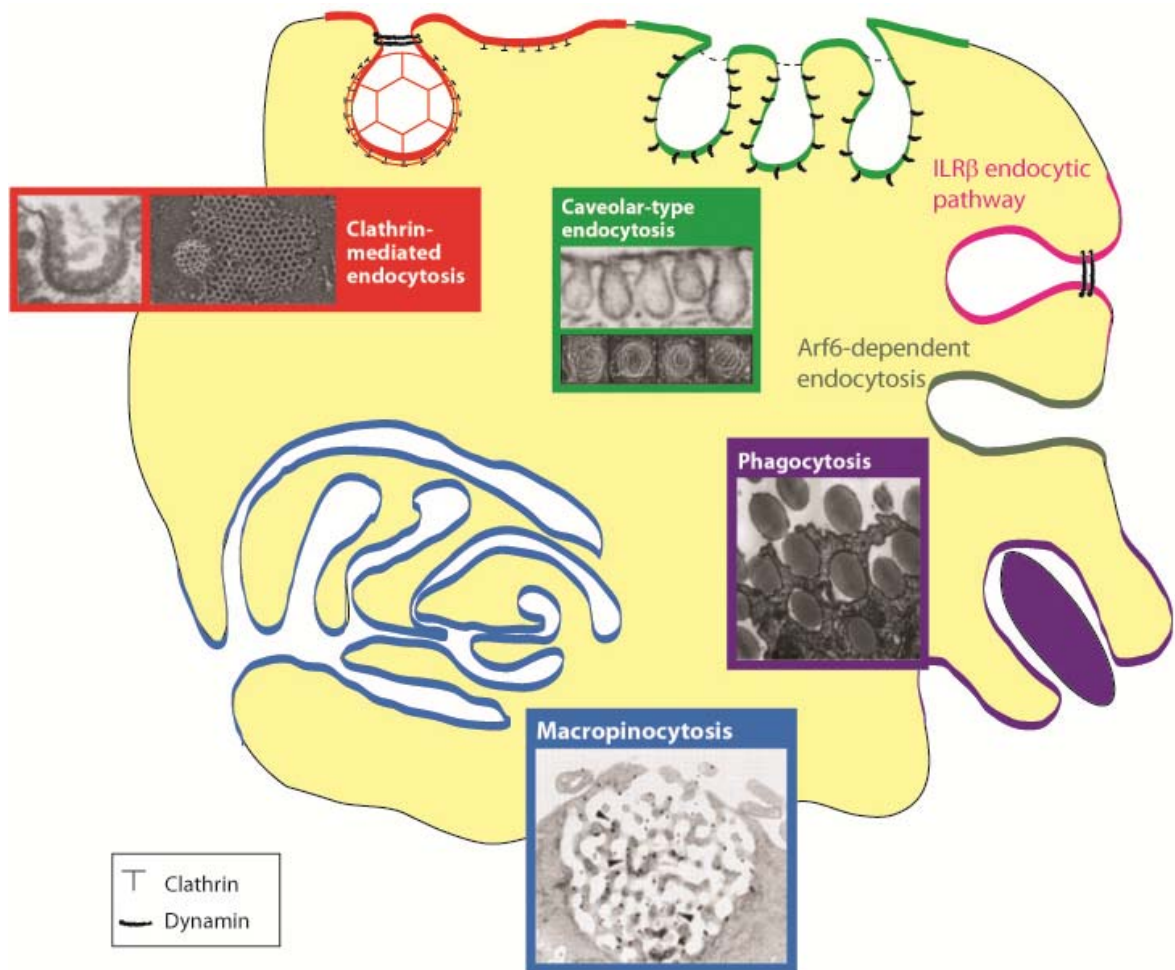 ILRβ endocytic
pathway
Clathrin-
mediated
endocytosis
Caveolar-type
endocytosis
Arf6-dependent
endocytosis
Phagocytosis
Macropinocytosis
Clathrin
Dynamin